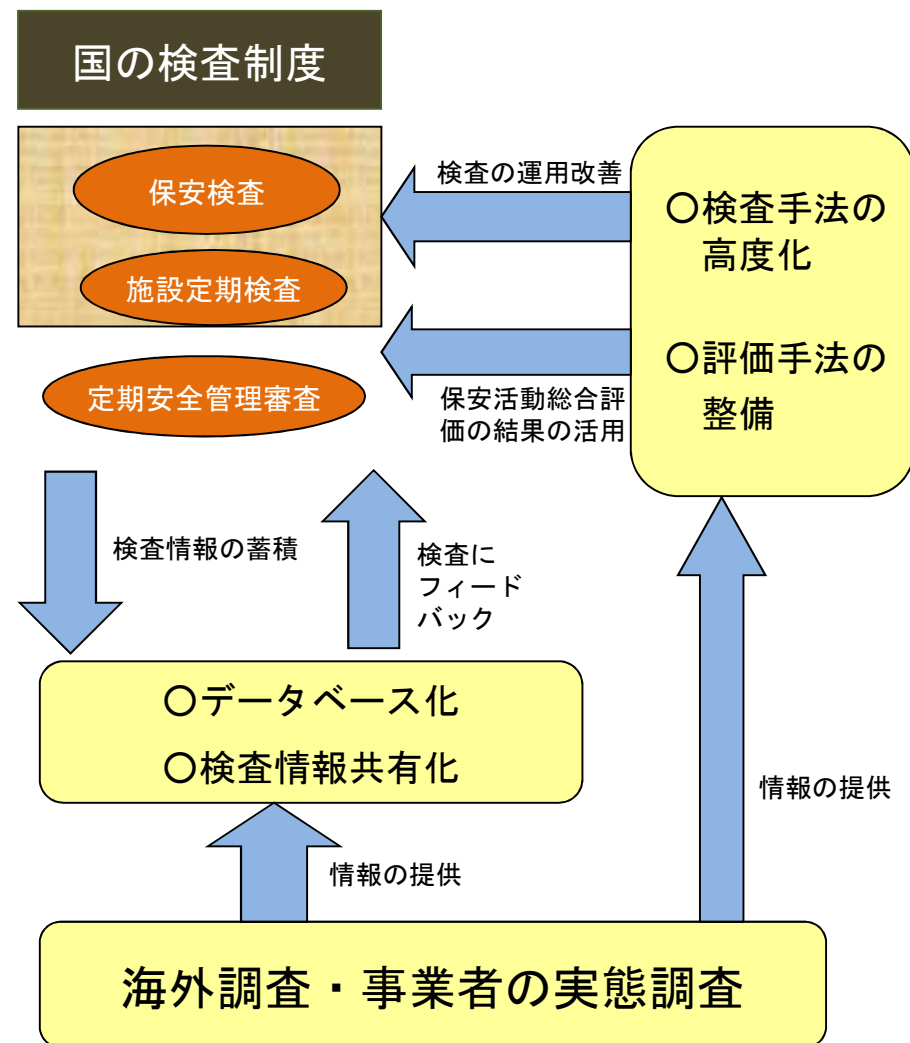 国の検査制度
保安検査
施設定期検査
定期安全管理審査
検査の運用改善
保安活動総合評
価の結果の活用
〇検査手法の
高度化
〇評価手法の
整備
検査情報の蓄積
検査に
フィード
バック
〇データベース化
〇検査情報共有化
情報の提供
情報の提供
海外調査・事業者の実態調査